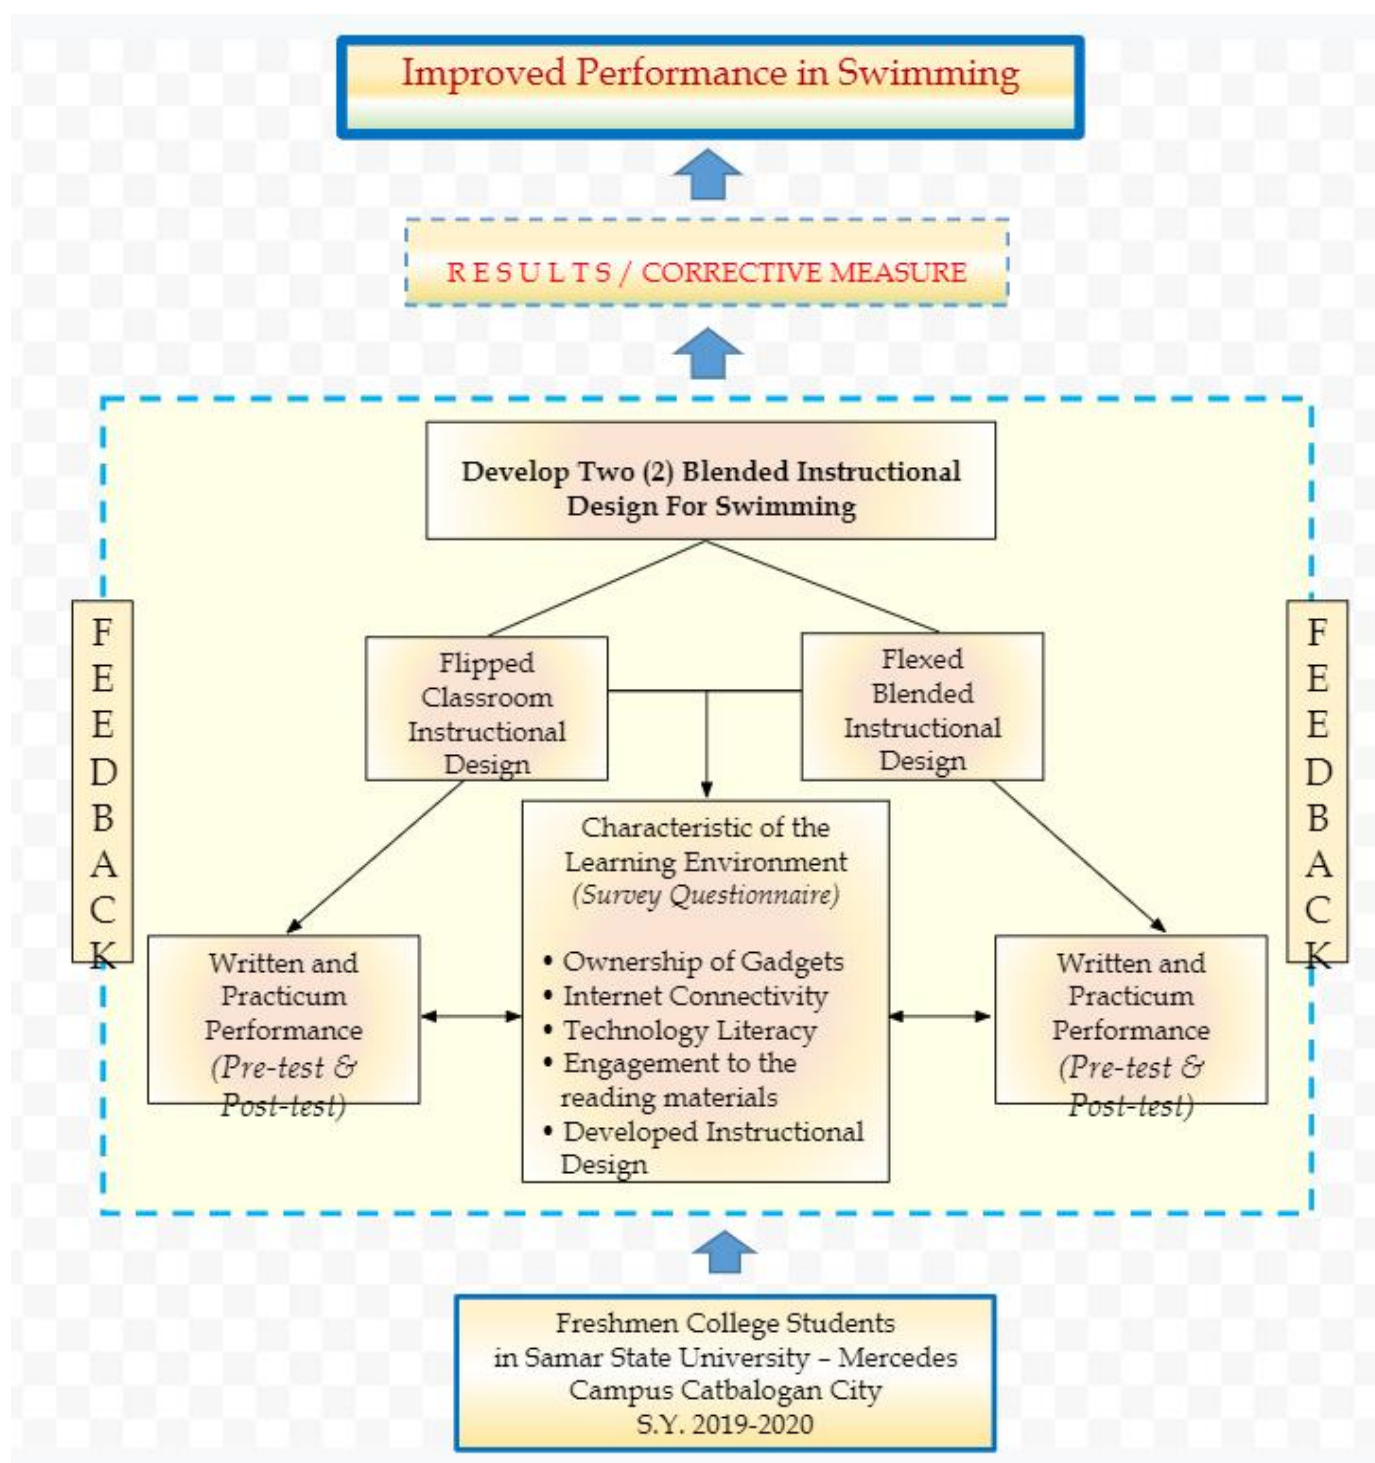 Improved Performance in Swimming
R E S U L T S / CORRECTIVE MEASURE
Develop Two (2) Blended Instructional
Design For Swimming
F
E
E
D
B
A
C
K
Flipped
Classroom
Instructional
Design
Flexed
Blended
Instructional
Design
F
E
E
D
B
A
C
K
Written and
Practicum
Performance
(Pre-test &
Post-test)
Characteristic of the
Learning Environment
(Survey Questionnaire)
• Ownership of Gadgets
• Internet Connectivity
• Technology Literacy
• Engagement to the
reading materials
• Developed Instructional
Design
Written and
Practicum
Performance
(Pre-test &
Post-test)
Freshmen College Students
in Samar State University – Mercedes
Campus Catbalogan City
S.Y. 2019-2020